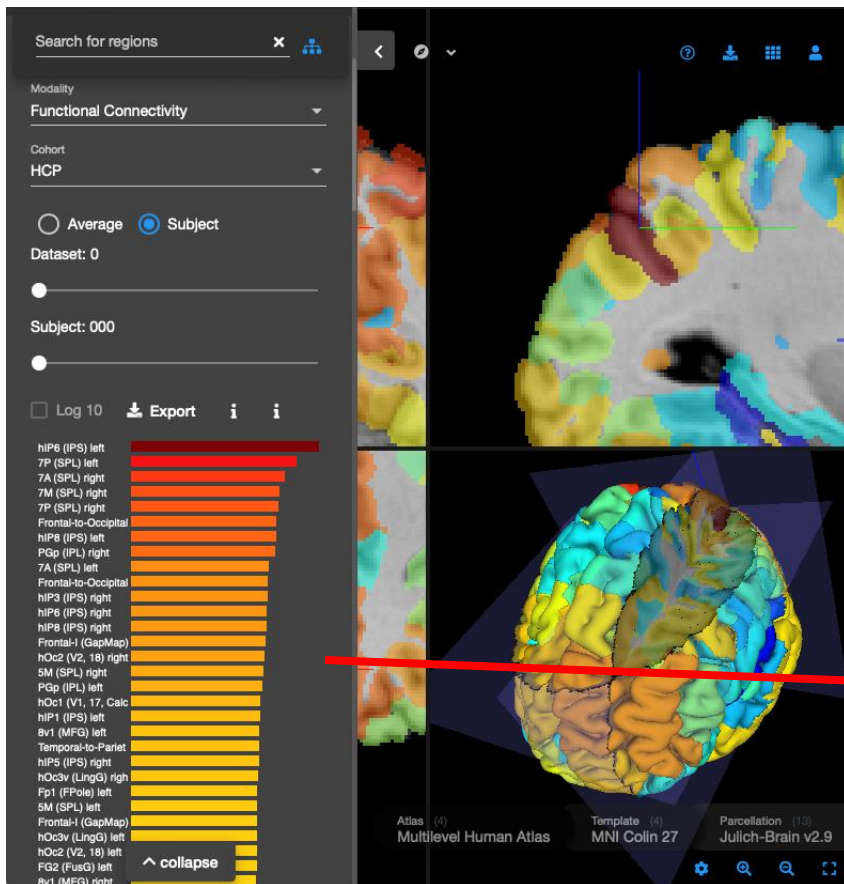 Search for regions
Modality
Functional Connectivity
Cohort
HCP
Average Subject
Dataset: 0
Subject: 000
Log 10 Export i i
hIP6 (IPS) left
7P (SPL) left
7A (SPL) right
7M (SPL) right
7P (SPL) right
Frontal-to-Occipital
hIP8 (IPS) left
PGp (IPL) right
7A (SPL) left
Frontal-to-Occipital
hIP3 (IPS) right
hIP6 (IPS) right
hIP8 (IPS) right
Frontal-I (GapMap)
hOc2 (V2, 18) right
5M (SPL) right
PGp (IPL) left
hOc1 (V1, 17, Calc
hIP1 (IPS) left
8v1 (MFG) left
Temporal-to-Pariet
hIP5 (IPS) right
hOc3v (LingG) righ
Fp1 (FPole) left
5M (SPL) left
Frontal-I (GapMap)
hOc3v (LingG) left
hOc2 (V2, 18) left
FG2 (FusG) left
8v1 (MFG) right
collapse
Atlas (4)
Multilevel Human Atlas
Template (4)
MNI Colin 27
Parcellation (13)
Julich-Brain v2.9